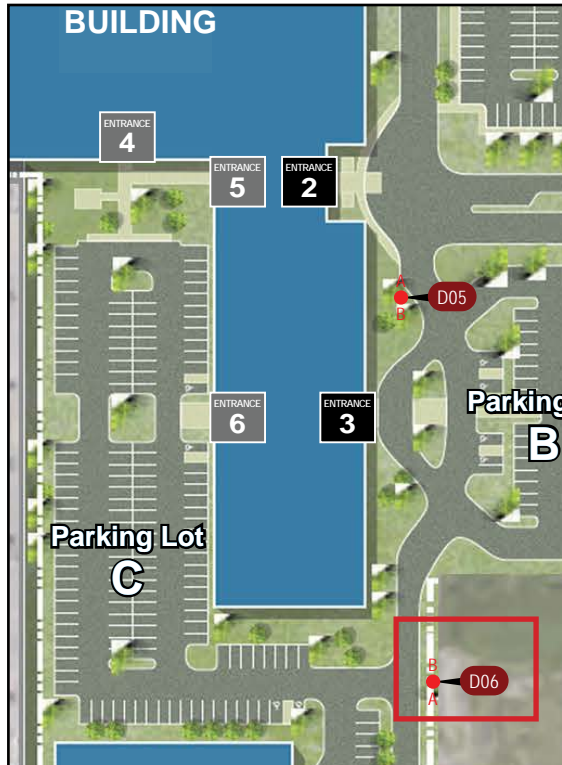 BUILDING
ENTRANCE
4
ENTRANCE
5
ENTRANCE
2
A
D05
B
ENTRANCE
6
ENTRANCE
3
Parking
B
Parking Lot
C
B
D06
A